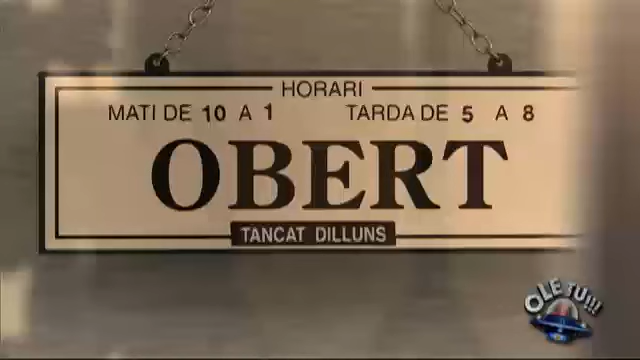 HORARI
MATI DE 10 A 1 TARDA DE 5 A 8
OBERT
TANCAT DILLUNS
OLE TU!!!